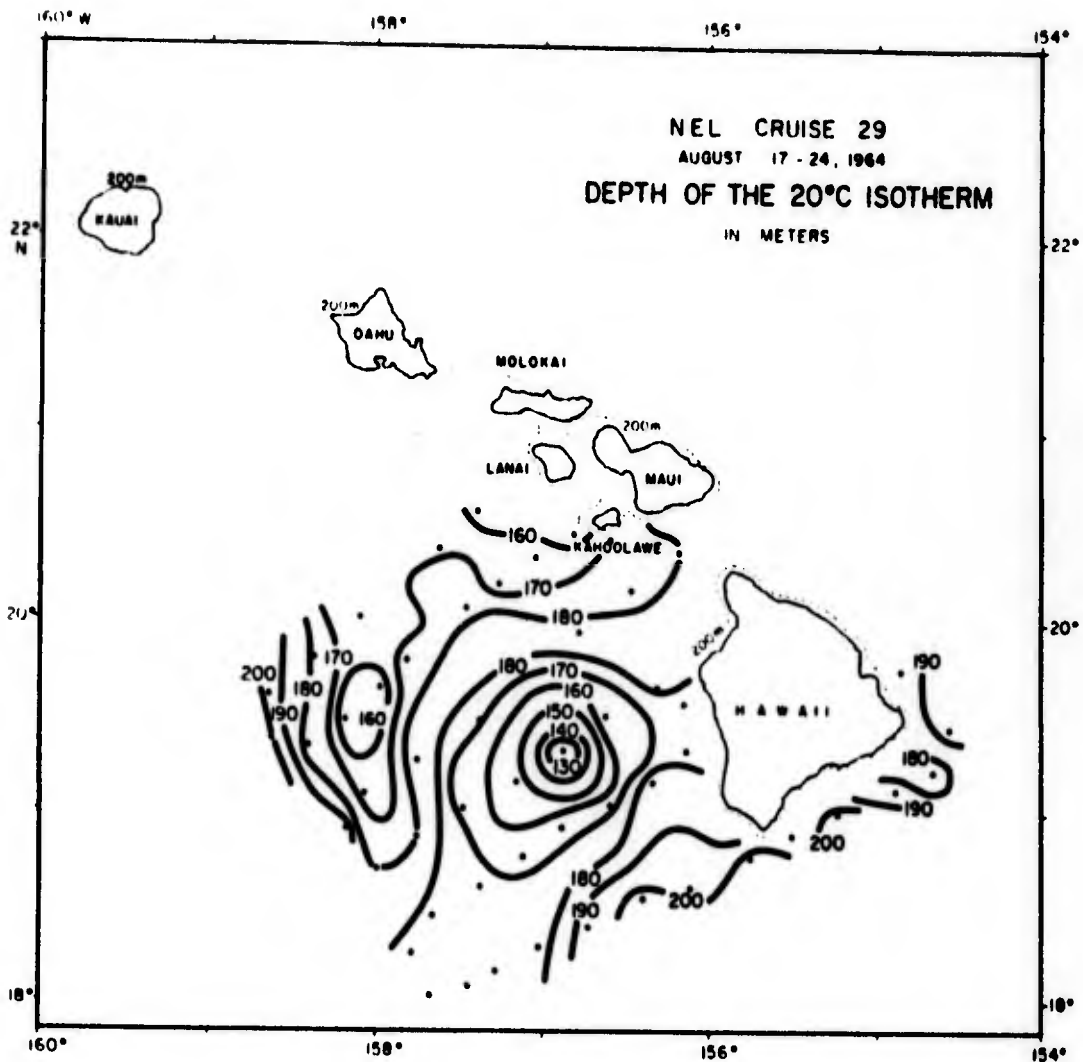 160° W
158°
156°
154°
NEL CRUISE 29
AUGUST 17 - 24, 1964
DEPTH OF THE 20°C ISOTHERM
IN METERS
200m
KAUAI
22°
N
22°
200m
OAHU
MOLOKAI
200m
LANAI
MAUI
160
KAHOOLAWE
170
20°
180
20°
200m
170
180
190
200
180
170
160
190
160
150
HAWAII
140
130
180
190
200
180
190
200
18°
18°
160°
158°
156°
154°